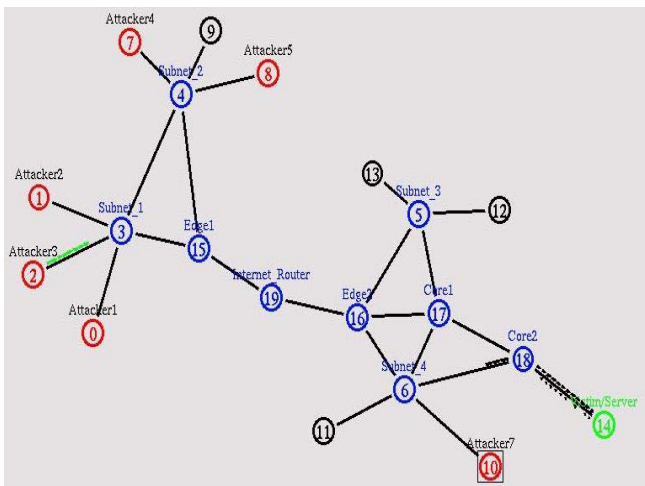 Attacker4
7
9
Attacker5
8
Subnet_2
4
Attacker2
1
Subnet_1
3
Edge1
15
Attacker3
2
Attacker1
0
Internet_Router
19
13
Subnet_3
5
12
Edge2
16
Core1
17
Core2
18
Subnet_4
6
11
Attacker7
10
Victim/Server
14